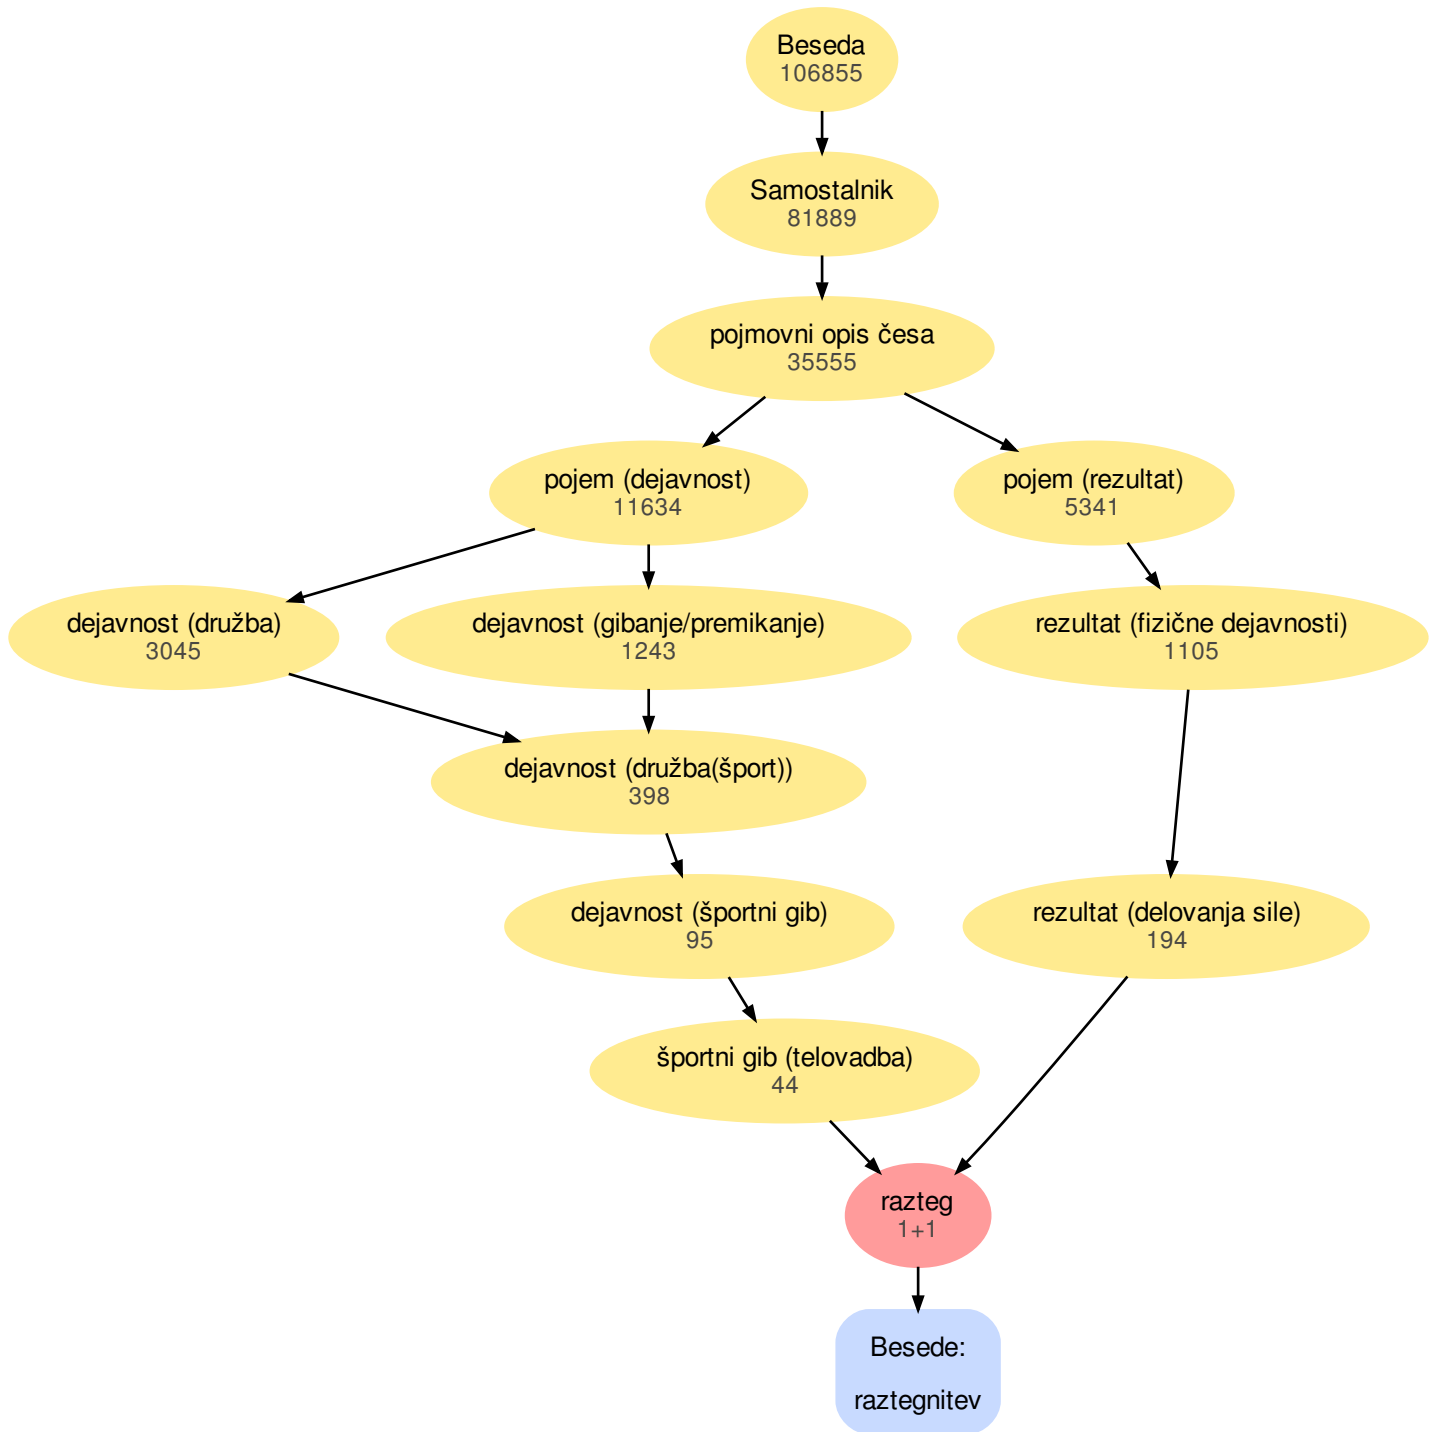 Beseda
106855
Samostalnik
81889
pojmovni opis česa
35555
pojem (dejavnost)
11634
pojem (rezultat)
5341
dejavnost (družba)
3045
dejavnost (gibanje/premikanje)
1243
rezultat (fizične dejavnosti)
1105
dejavnost (družba(šport))
398
dejavnost (športni gib)
95
rezultat (delovanja sile)
194
športni gib (telovadba)
44
razteg
1+1
Besede:
raztegnitev